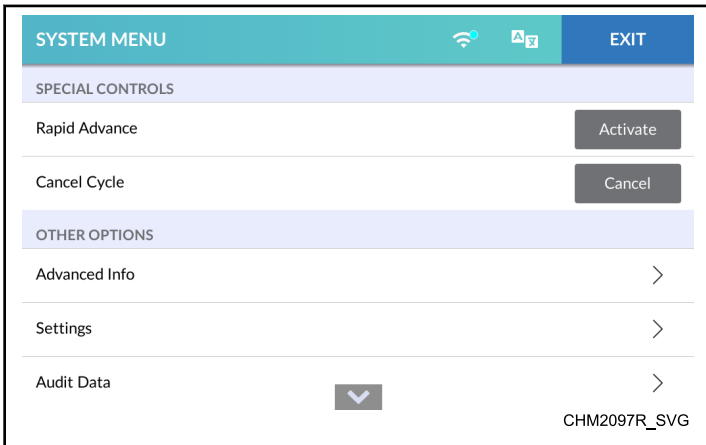 SYSTEM MENU EXIT
SPECIAL CONTROLS
Rapid Advance Activate
Cancel Cycle Cancel
OTHER OPTIONS
Advanced Info
Settings
Audit Data
CHM2097R_SVG